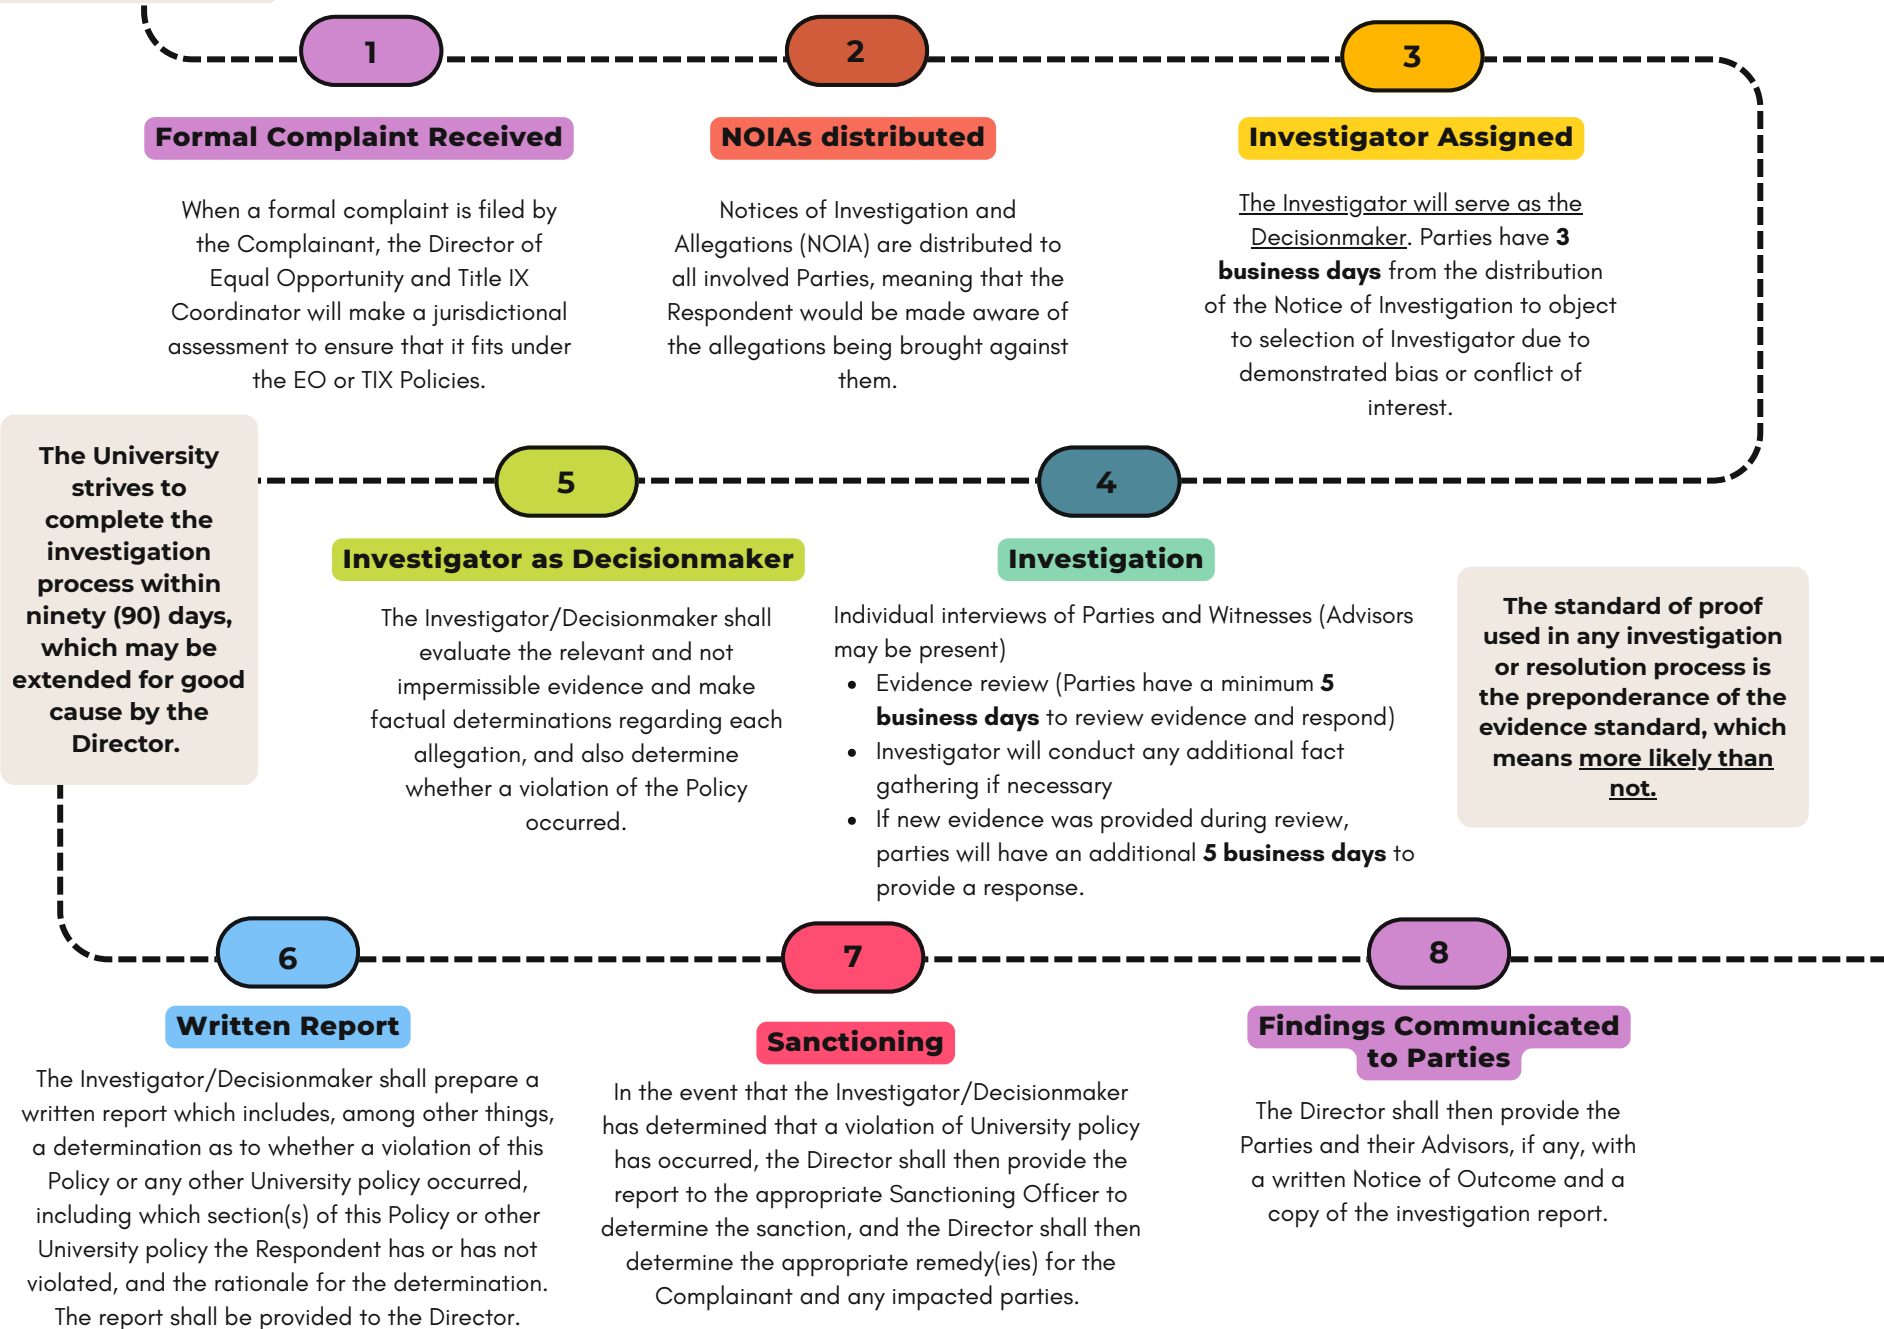 1
Formal Complaint Received
When a formal complaint is filed by
the Complainant, the Director of
Equal Opportunity and Title IX
Coordinator will make a jurisdictional
assessment to ensure that it fits under
the EO or TIX Policies.
2
NOIAs distributed
Notices of Investigation and
Allegations (NOIA) are distributed to
all involved Parties, meaning that the
Respondent would be made aware of
the allegations being brought against
them.
3
Investigator Assigned
The Investigator will serve as the
Decisionmaker. Parties have 3
business days from the distribution
of the Notice of Investigation to object
to selection of Investigator due to
demonstrated bias or conflict of
interest.
4
Investigation
Individual interviews of Parties and Witnesses (Advisors
may be present)
• Evidence review (Parties have a minimum 5
business days to review evidence and respond)
• Investigator will conduct any additional fact
gathering if necessary
• If new evidence was provided during review,
parties will have an additional 5 business days to
provide a response.
The standard of proof
used in any investigation
or resolution process is
the preponderance of the
evidence standard, which
means more likely than
not.
5
Investigator as Decisionmaker
The Investigator/Decisionmaker shall
evaluate the relevant and not
impermissible evidence and make
factual determinations regarding each
allegation, and also determine
whether a violation of the Policy
occurred.
The University
strives to
complete the
investigation
process within
ninety (90) days,
which may be
extended for good
cause by the
Director.
6
Written Report
The Investigator/Decisionmaker shall prepare a
written report which includes, among other things,
a determination as to whether a violation of this
Policy or any other University policy occurred,
including which section(s) of this Policy or other
University policy the Respondent has or has not
violated, and the rationale for the determination.
The report shall be provided to the Director.
7
Sanctioning
In the event that the Investigator/Decisionmaker
has determined that a violation of University policy
has occurred, the Director shall then provide the
report to the appropriate Sanctioning Officer to
determine the sanction, and the Director shall then
determine the appropriate remedy(ies) for the
Complainant and any impacted parties.
8
Findings Communicated
to Parties
The Director shall then provide the
Parties and their Advisors, if any, with
a written Notice of Outcome and a
copy of the investigation report.